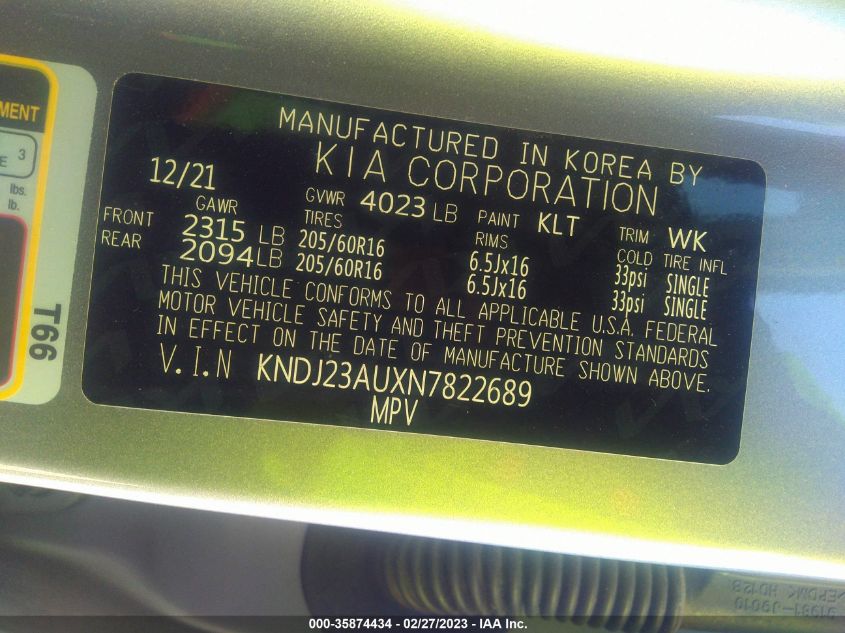 MENT
E 3
lbs.
lb.
T66
MANUFACTURED IN KOREA BY
KIA CORPORATION
12/21
GAWR GVWR 4023 LB PAINT KLT TRIM WK
FRONT 2315 LB TIRES 205/60R16 RIMS 6.5Jx16 COLD TIRE INFL 33psi SINGLE
REAR 2094 LB 205/60R16 6.5Jx16 33psi SINGLE
THIS VEHICLE CONFORMS TO ALL APPLICABLE U.S.A. FEDERAL
MOTOR VEHICLE SAFETY AND THEFT PREVENTION STANDARDS
IN EFFECT ON THE DATE OF MANUFACTURE SHOWN ABOVE.
V.I.N KNDJ23AUXN7822689
MPV
91981-J9010
000-35874434 - 02/27/2023 - IAA Inc.